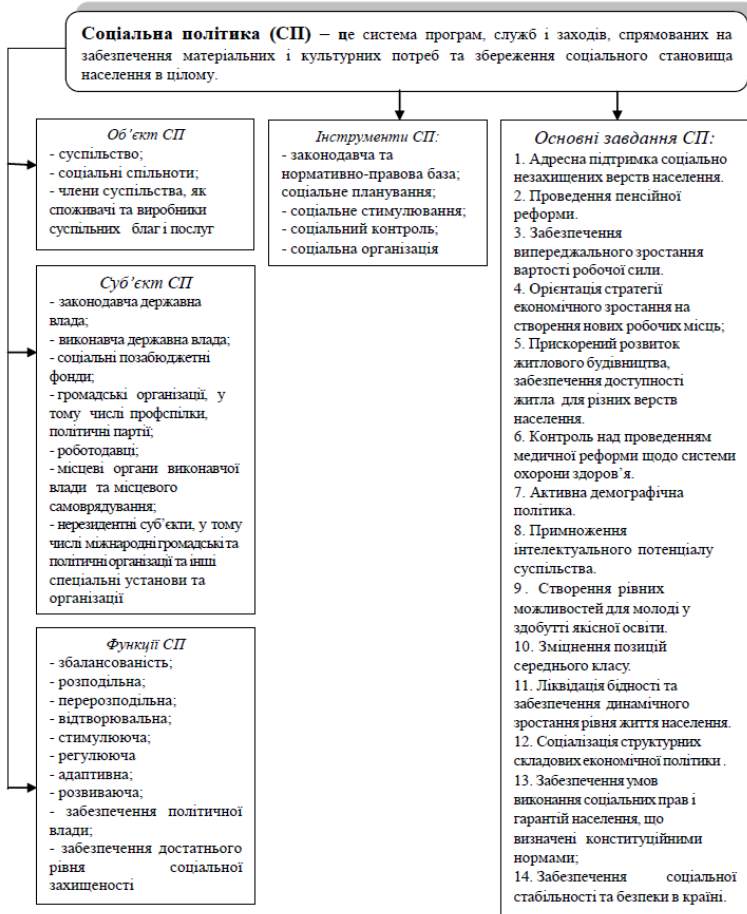 Соціальна політика (СП) – це система програм, служб і заходів, спрямованих на
забезпечення матеріальних і культурних потреб та збереження соціального становища
населення в цілому.
Об’єкт СП
- суспільство;
- соціальні спільноти;
- члени суспільства, як
споживачі та виробники
суспільних благ і послуг
Суб’єкт СП
- законодавча державна
влада;
- виконавча державна влада;
- соціальні позабюджетні
фонди;
- громадські організації, у
тому числі профспілки,
політичні партії;
- роботодавці;
- місцеві органи виконавчої
влади та місцевого
самоврядування;
- нерезидентні суб’єкти, у тому
числі міжнародні громадські та
політичні організації та інші
спеціальні установи та
організації
Функції СП
- збалансованість;
- розподільна;
- перерозподільна;
- відтворювальна;
- стимулююча;
- регулююча
- адаптивна;
- розвиваюча;
- забезпечення політичної
влади;
- забезпечення достатнього
рівня соціальної
захищеності
Інструменти СП:
- законодавча та
нормативно-правова база;
соціальне планування;
- соціальне стимулювання;
- соціальний контроль;
- соціальна організація
Основні завдання СП:
1. Адресна підтримка соціально
незахищених верств населення.
2. Проведення пенсійної
реформи.
3. Забезпечення
випереджального зростання
вартості робочої сили.
4. Орієнтація стратегії
економічного зростання на
створення нових робочих місць;
5. Прискорений розвиток
житлового будівництва,
забезпечення доступності
житла для різних верств
населення.
6. Контроль над проведенням
медичної реформи щодо системи
охорони здоров’я.
7. Активна демографічна
політика.
8. Примноження
інтелектуального потенціалу
суспільства.
9 . Створення рівних
можливостей для молоді у
здобутті якісної освіти.
10. Зміцнення позицій
середнього класу.
11. Ліквідація бідності та
забезпечення динамічного
зростання рівня життя населення.
12. Соціалізація структурних
складових економічної політики .
13. Забезпечення умов
виконання соціальних прав і
гарантій населення, що
визначені конституційними
нормами;
14. Забезпечення соціальної
стабільності та безпеки в країні.